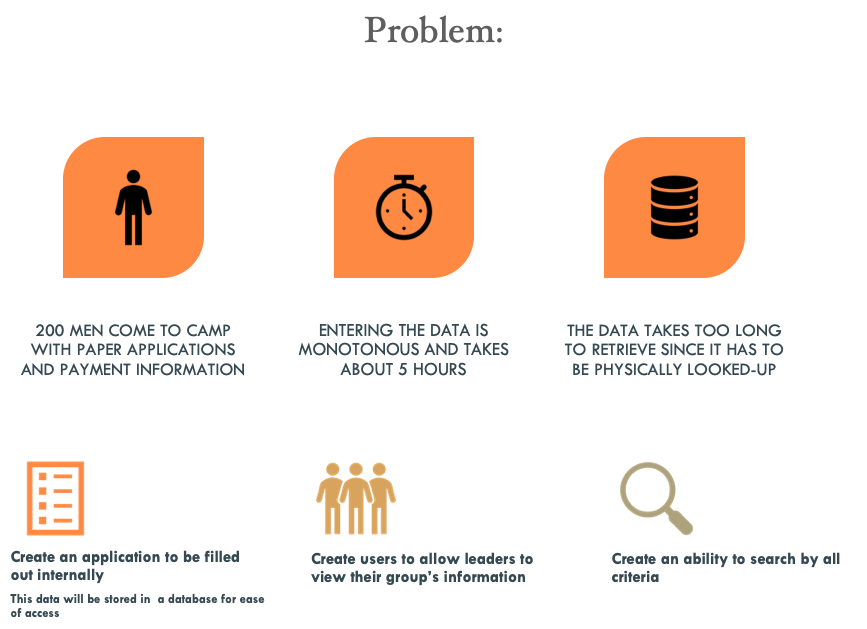 Problem:
200 MEN COME TO CAMP
WITH PAPER APPLICATIONS
AND PAYMENT INFORMATION
ENTERING THE DATA IS
MONOTONOUS AND TAKES
ABOUT 5 HOURS
THE DATA TAKES TOO LONG
TO RETRIEVE SINCE IT HAS TO
BE PHYSICALLY LOOKED-UP
Create an application to be filled
out internally
This data will be stored in  a database for ease
of access
Create users to allow leaders to
view their group's information
Create an ability to search by all
criteria